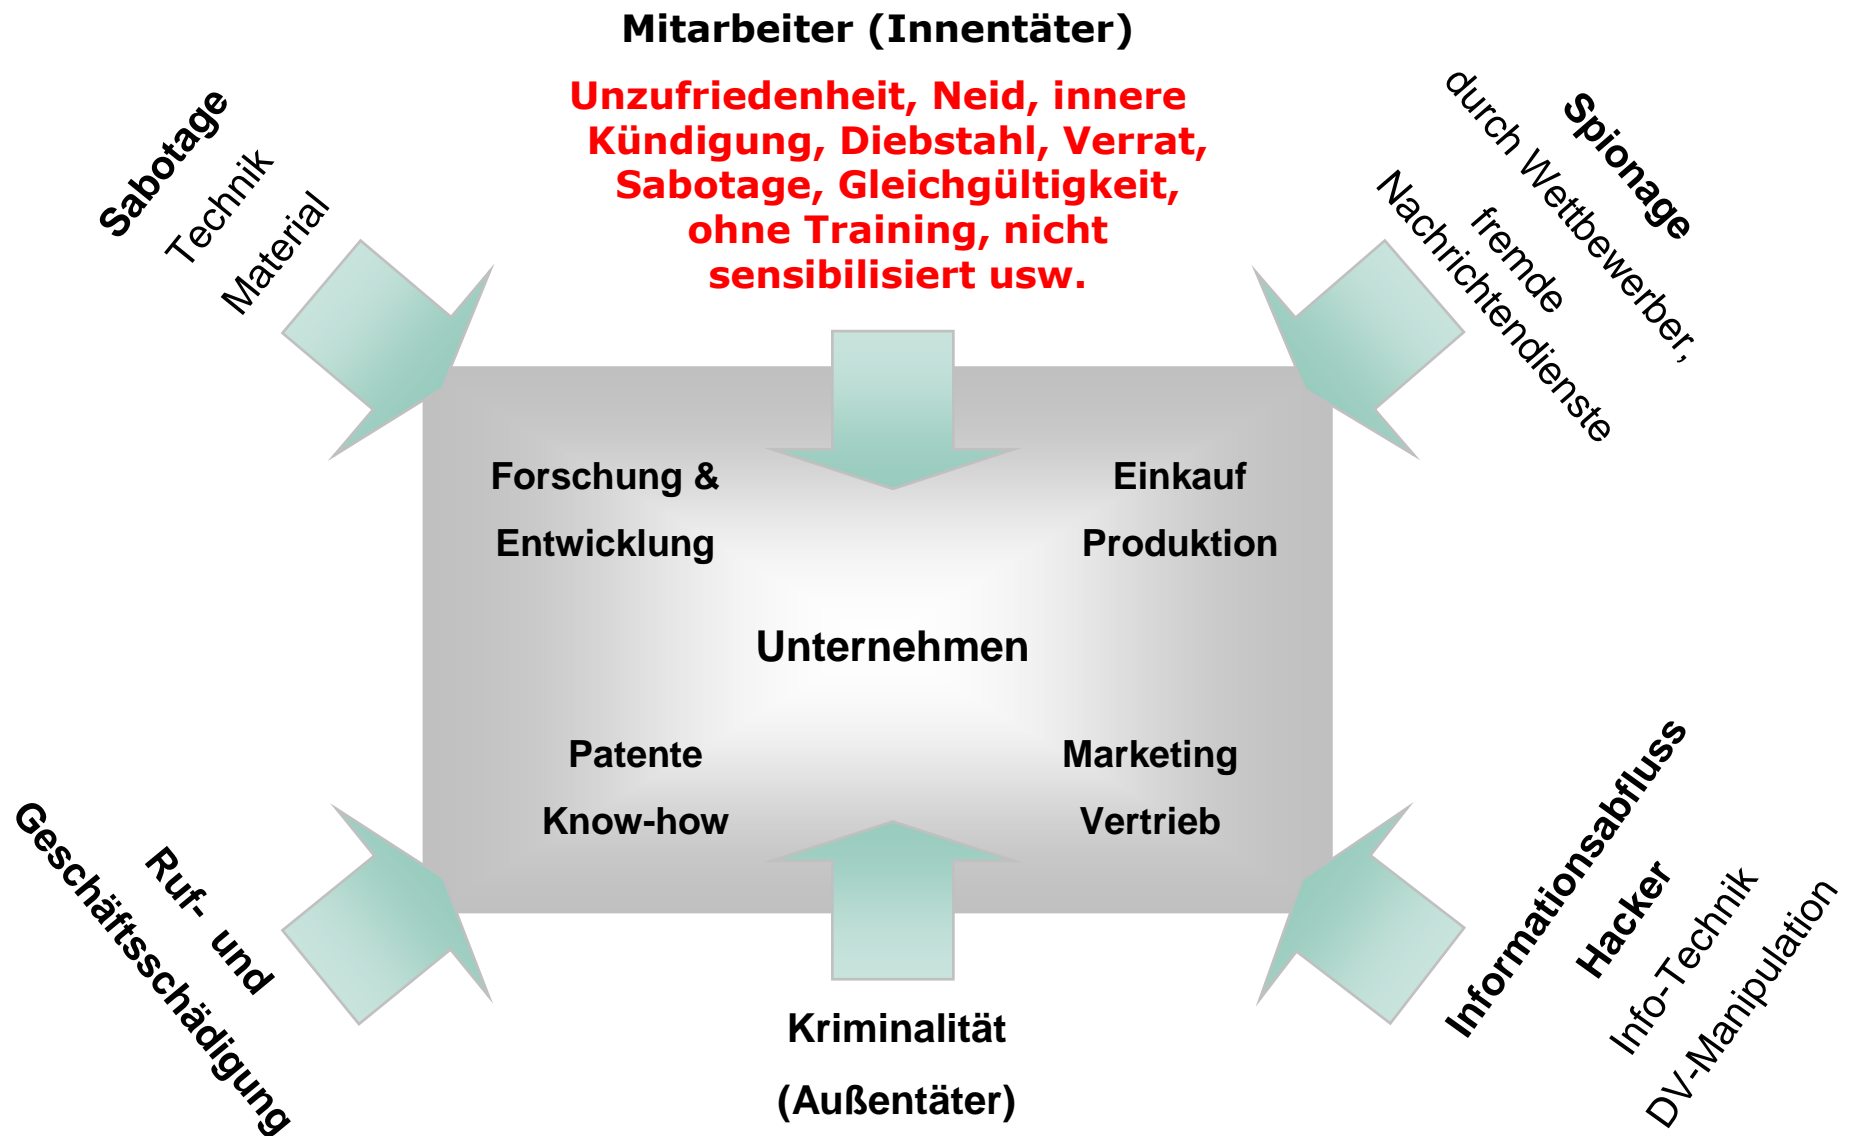 Mitarbeiter (Innentäter)
Unzufriedenheit, Neid, innere
Kündigung, Diebstahl, Verrat,
Sabotage, Gleichgültigkeit,
ohne Training, nicht
sensibilisiert usw.
Sabotage
Technik
Material
Spionage
durch Wettbewerber,
fremde
Nachrichtendienste
Forschung &
Entwicklung
Einkauf
Produktion
Unternehmen
Patente
Know-how
Marketing
Vertrieb
Ruf- und
Geschäftsschädigung
Kriminalität
(Außentäter)
Informationsabfluss
Hacker
Info-Technik
DV-Manipulation